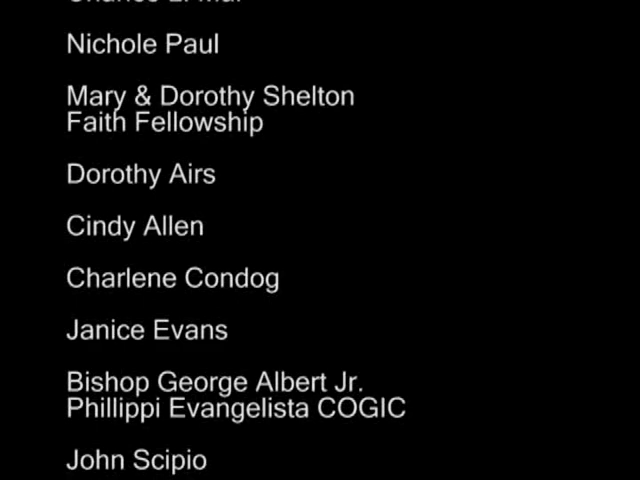 Nichole Paul
Mary & Dorothy Shelton
Faith Fellowship
Dorothy Airs
Cindy Allen
Charlene Condog
Janice Evans
Bishop George Albert Jr.
Phillippi Evangelista COGIC
John Scipio